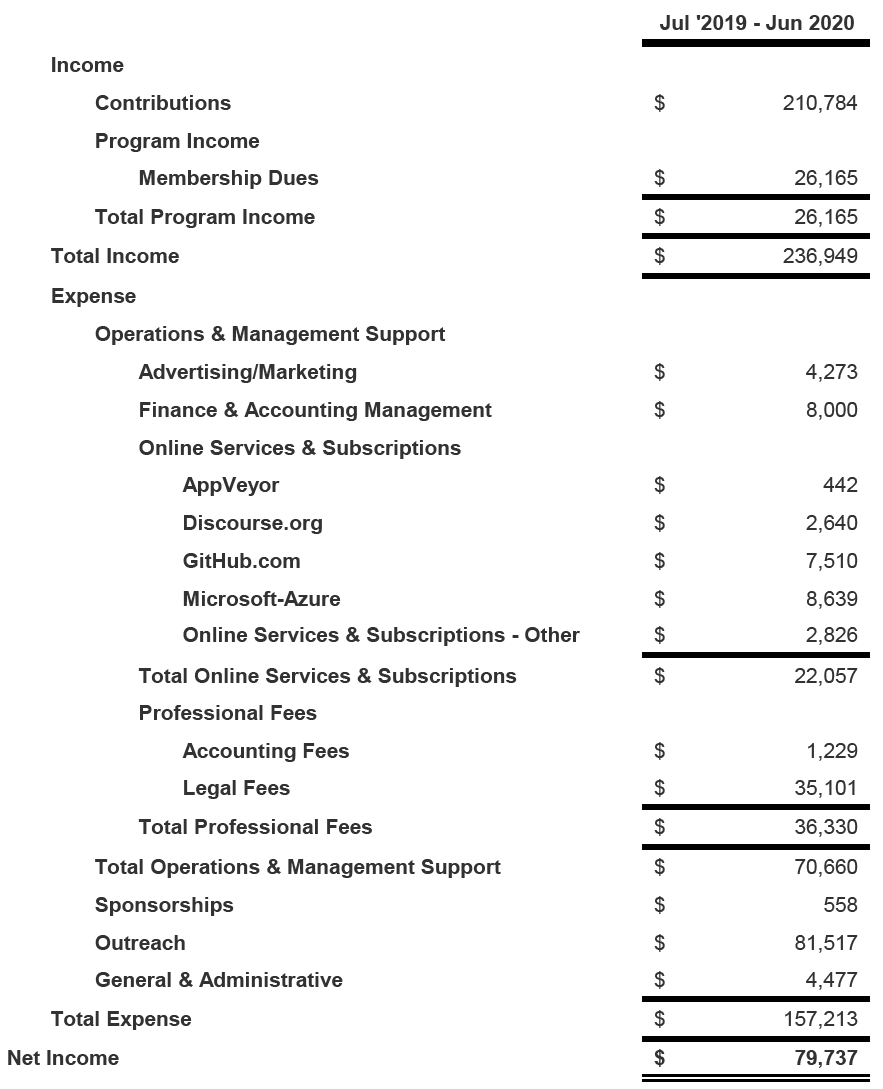 Jul '2019 - Jun 2020
Income
Contributions $ 210,784
Program Income
Membership Dues $ 26,165
Total Program Income $ 26,165
Total Income $ 236,949
Expense
Operations & Management Support
Advertising/Marketing $ 4,273
Finance & Accounting Management $ 8,000
Online Services & Subscriptions
AppVeyor $ 442
Discourse.org $ 2,640
GitHub.com $ 7,510
Microsoft-Azure $ 8,639
Online Services & Subscriptions - Other $ 2,826
Total Online Services & Subscriptions $ 22,057
Professional Fees
Accounting Fees $ 1,229
Legal Fees $ 35,101
Total Professional Fees $ 36,330
Total Operations & Management Support $ 70,660
Sponsorships $ 558
Outreach $ 81,517
General & Administrative $ 4,477
Total Expense $ 157,213
Net Income $ 79,737